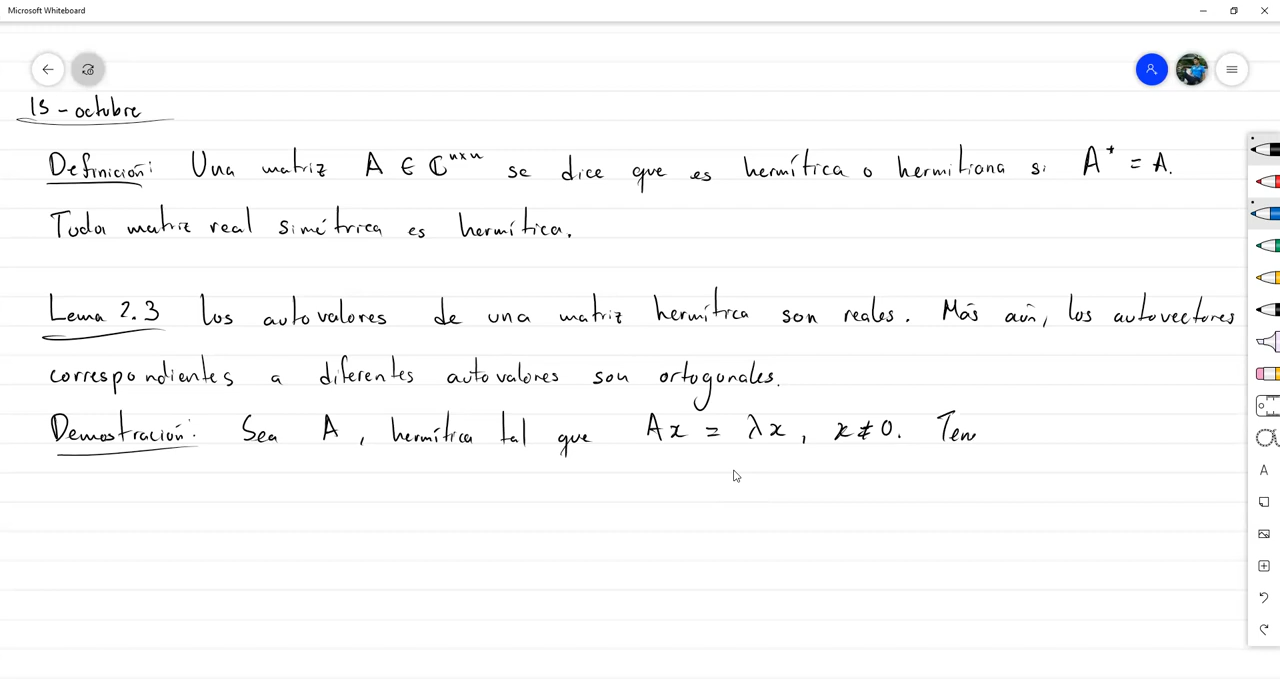 Microsoft Whiteboard
15 - octubre
Definición: Una matriz A ∈ ℂⁿˣⁿ se dice que es hermítica o hermitiana si A* = A.
Toda matriz real simétrica es hermítica.
Lema 2.3 Los autovalores de una matriz hermítica son reales. Más aún, los autovectores
correspondientes a diferentes autovalores son ortogonales.
Demostración: Sea A, hermítica tal que Ax = λx, x ≠ 0. Ten